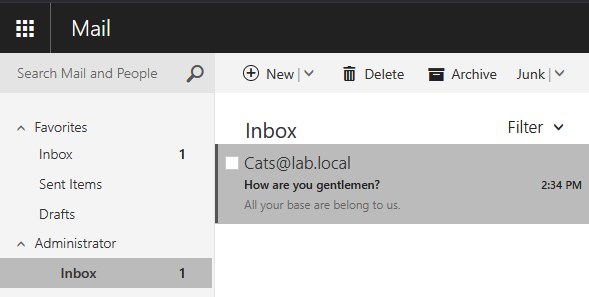 Mail
Search Mail and People
New | Delete Archive Junk |
Favorites
Inbox 1
Sent Items
Drafts
Administrator
Inbox 1
Inbox Filter
Cats@lab.local
How are you gentlemen? 2:34 PM
All your base are belong to us.